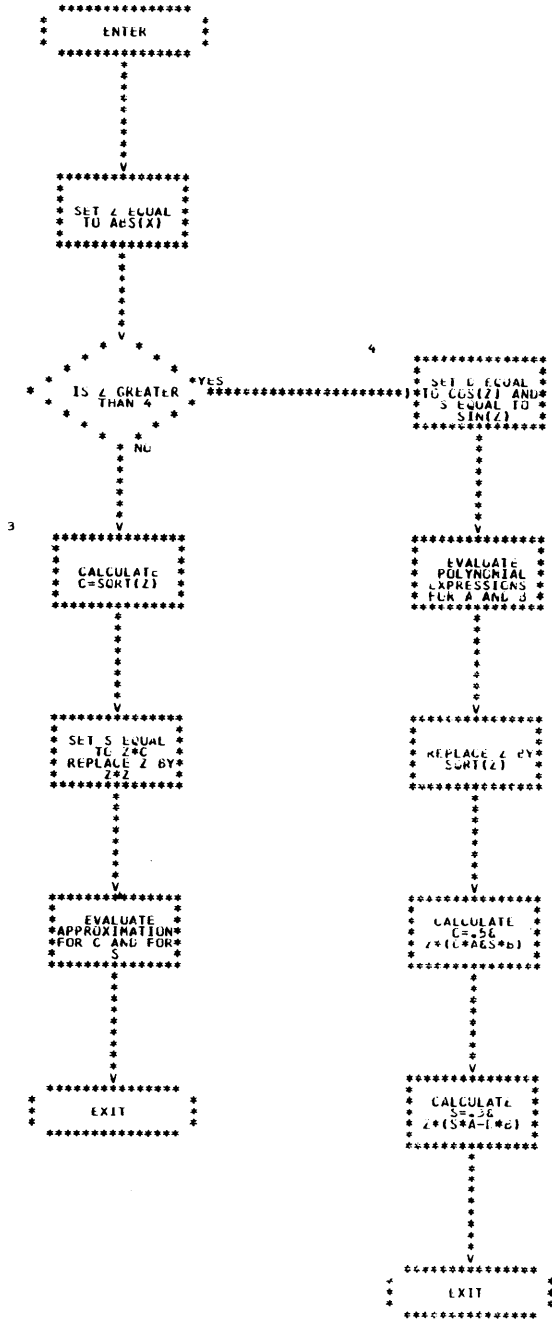 ENTER
SET Z EQUAL
TO ABS(X)
IS Z GREATER
THAN 4
YES
NO
3
CALCULATE
C=SQRT(Z)
SET S EQUAL
TO Z*C
REPLACE Z BY
Z*Z
EVALUATE
APPROXIMATION
FOR C AND FOR
S
EXIT
4
SET D EQUAL
TO COS(Z) AND
S EQUAL TO
SIN(Z)
EVALUATE
POLYNOMIAL
EXPRESSIONS
FOR A AND B
REPLACE Z BY
SQRT(Z)
CALCULATE
C=.5&
Z*(D*A&S*B)
CALCULATE
Z*(S*A-D*B)
EXIT